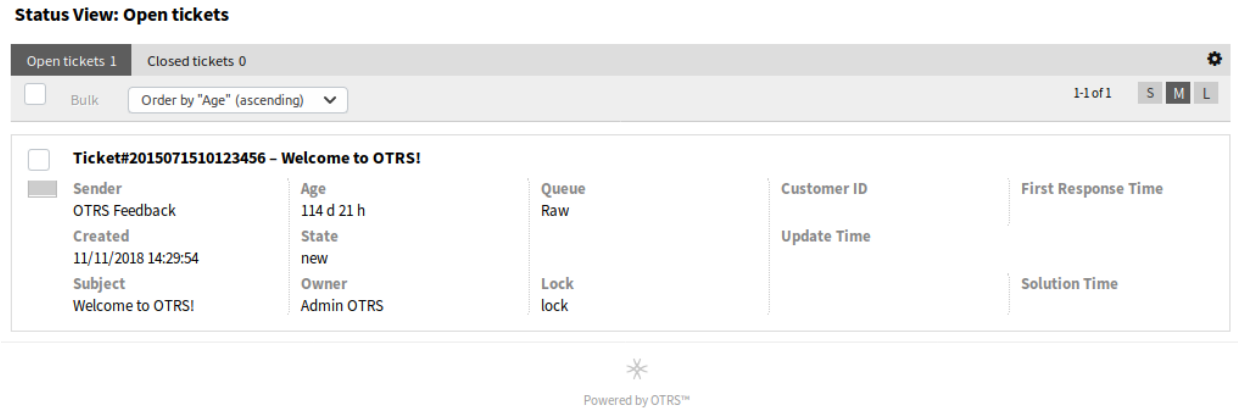 Status View: Open tickets
Open tickets 1 Closed tickets 0
Bulk Order by "Age" (ascending) 1-1 of 1 S M L
Ticket#2015071510123456 – Welcome to OTRS!
Sender Age Queue Customer ID First Response Time
OTRS Feedback 114 d 21 h Raw
Created State Update Time
11/11/2018 14:29:54 new
Subject Owner Lock Solution Time
Welcome to OTRS! Admin OTRS lock
Powered by OTRS™